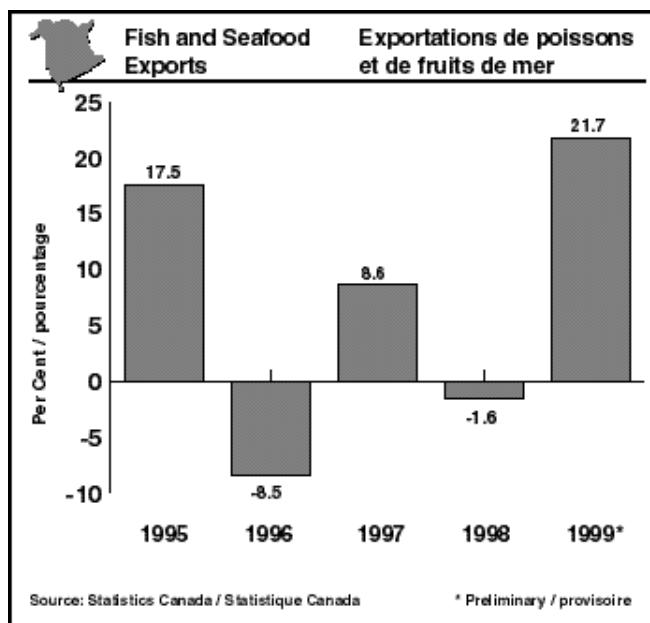 Fish and Seafood
Exports
Exportations de poissons
et de fruits de mer
Per Cent / pourcentage
25
20
15
10
5
0
-5
-10
17.5
-8.5
8.6
-1.6
21.7
1995 1996 1997 1998 1999*
Source: Statistics Canada / Statistique Canada * Preliminary / provisoire